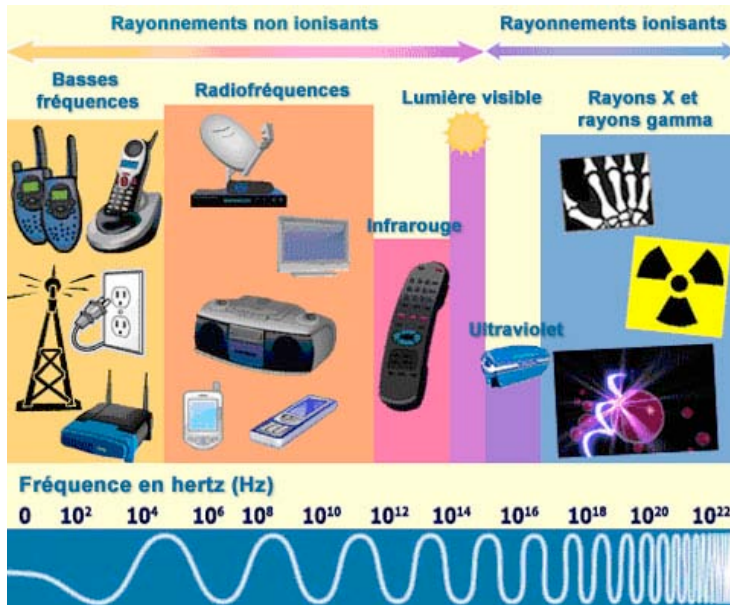 Rayonnements non ionisants
Rayonnements ionisants
Basses
fréquences
Radiofréquences
Lumière visible
Rayons X et
rayons gamma
Infrarouge
Ultraviolet
Fréquence en hertz (Hz)
0 10² 10⁴ 10⁶ 10⁸ 10¹⁰ 10¹² 10¹⁴ 10¹⁶ 10¹⁸ 10²⁰ 10²²